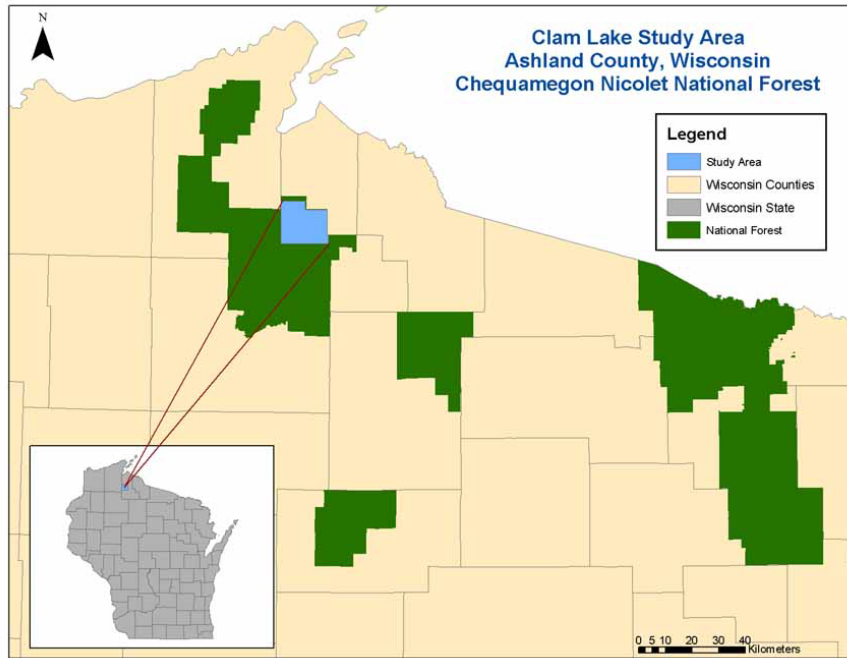 N
Clam Lake Study Area
Ashland County, Wisconsin
Chequamegon Nicolet National Forest
Legend
Study Area
Wisconsin Counties
Wisconsin State
National Forest
0 5 10 20 30 40
Kilometers